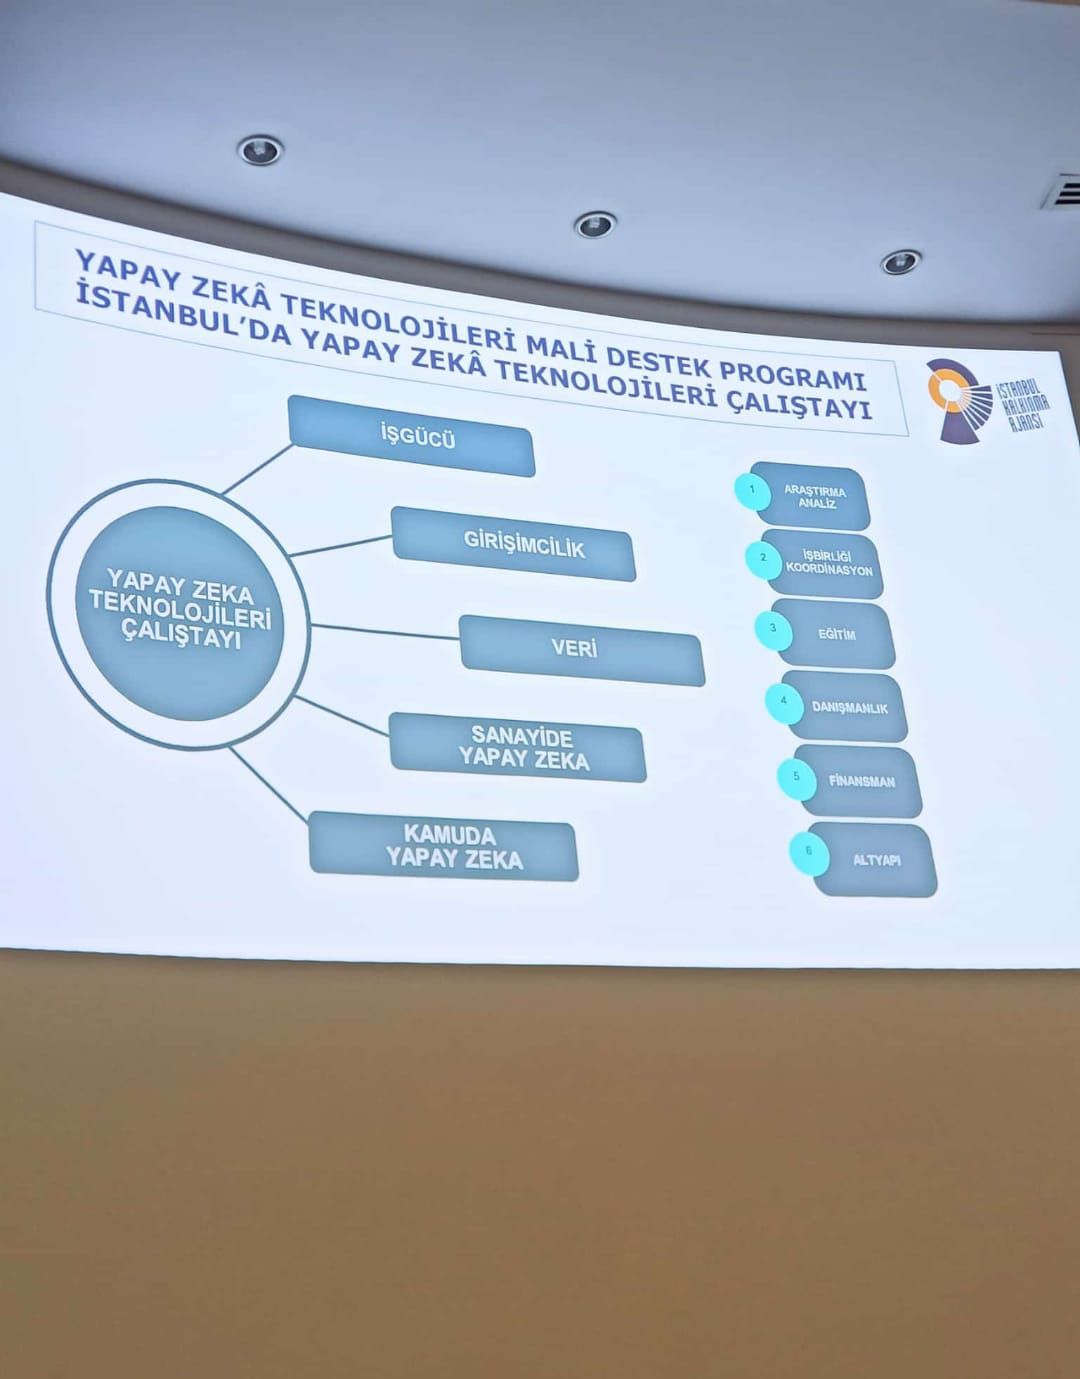 YAPAY ZEKÂ TEKNOLOJİLERİ MALİ DESTEK PROGRAMI
İSTANBUL'DA YAPAY ZEKÂ TEKNOLOJİLERİ ÇALIŞTAYI
İSTANBUL
KALKINMA
AJANSI
YAPAY ZEKA
TEKNOLOJİLERİ
ÇALIŞTAYI
İŞGÜCÜ
GİRİŞİMCİLİK
VERİ
SANAYİDE
YAPAY ZEKA
KAMUDA
YAPAY ZEKA
1
ARAŞTIRMA
ANALİZ
2
İŞBİRLİĞİ
KOORDİNASYON
3
EĞİTİM
4
DANIŞMANLIK
5
FİNANSMAN
6
ALTYAPI